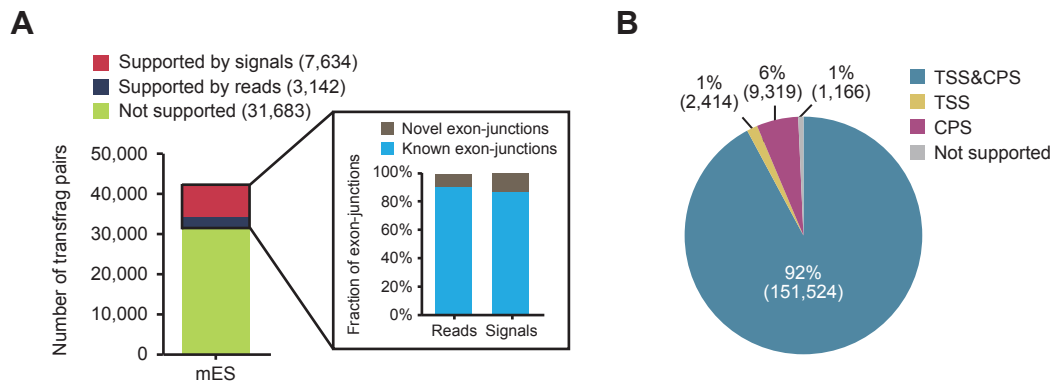 A
Supported by signals (7,634)
Supported by reads (3,142)
Not supported (31,683)
Number of transfrag pairs
50,000
40,000
30,000
20,000
10,000
0
mES
Novel exon-junctions
Known exon-junctions
Fraction of exon-junctions
100%
80%
60%
40%
20%
0%
Reads
Signals
B
1%
(2,414)
6%
(9,319)
1%
(1,166)
92%
(151,524)
TSS&CPS
TSS
CPS
Not supported